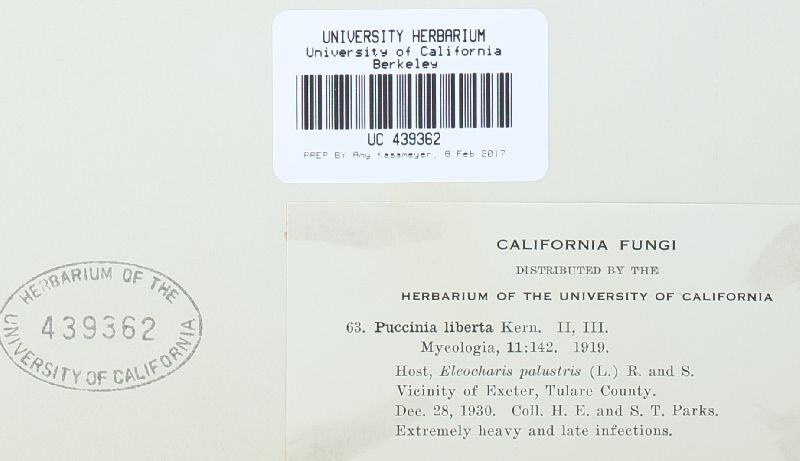 UNIVERSITY HERBARIUM
University of California
Berkeley
UC 439362
PREP BY Amy Kasameyer, 8 Feb 2017
HERBARIUM OF THE
439362
UNIVERSITY OF CALIFORNIA
CALIFORNIA FUNGI
DISTRIBUTED BY THE
HERBARIUM OF THE UNIVERSITY OF CALIFORNIA
63. Puccinia liberta Kern. II, III.
Mycologia, 11:142. 1919.
Host, Eleocharis palustris (L.) R. and S.
Vicinity of Exeter, Tulare County.
Dec. 28, 1930. Coll. H. E. and S. T. Parks.
Extremely heavy and late infections.